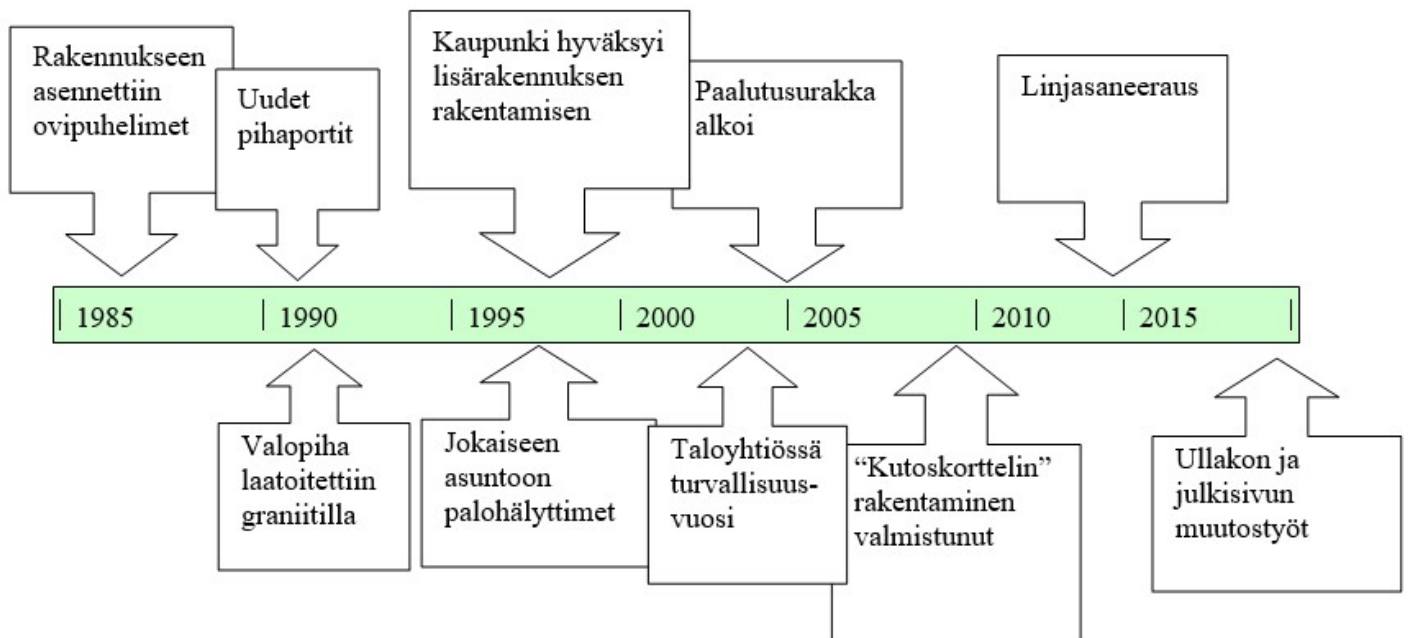 Rakennukseen
asennettiin
ovipuhelimet
Uudet
pihaportit
Kaupunki hyväksyi
lisärakennuksen
rakentamisen
Paalutusurakka
alkoi
Linjasaneeraus
1985
1990
1995
2000
2005
2010
2015
Valopiha
laatoitettiin
graniitilla
Jokaiseen
asuntoon
palohälyttimet
Taloyhtiössä
turvallisuus-
vuosi
“Kutoskorttelin”
rakentaminen
valmistunut
Ullakon ja
julkisivun
muutostyöt